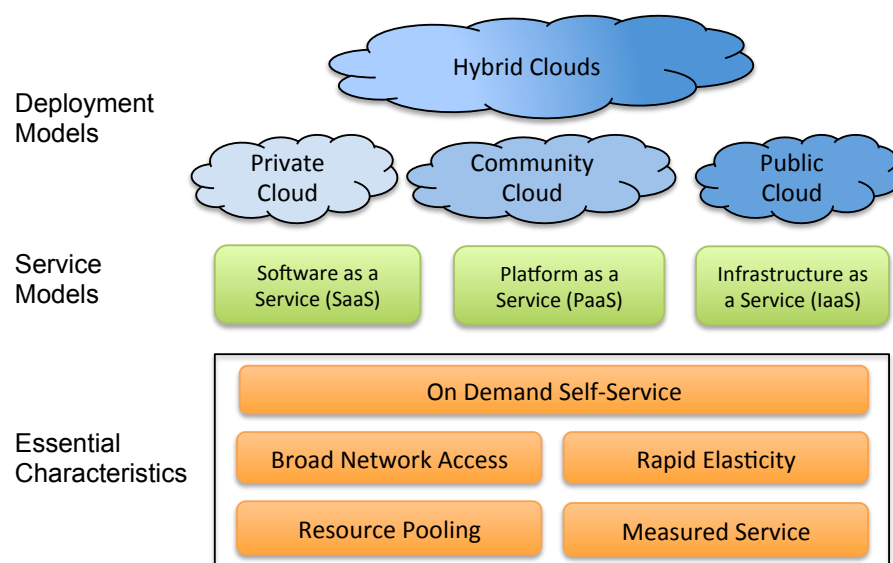 Hybrid Clouds
Deployment
Models
Private
Cloud
Community
Cloud
Public
Cloud
Service
Models
Software as a
Service (SaaS)
Platform as a
Service (PaaS)
Infrastructure as
a Service (IaaS)
Essential
Characteristics
On Demand Self-Service
Broad Network Access
Rapid Elasticity
Resource Pooling
Measured Service